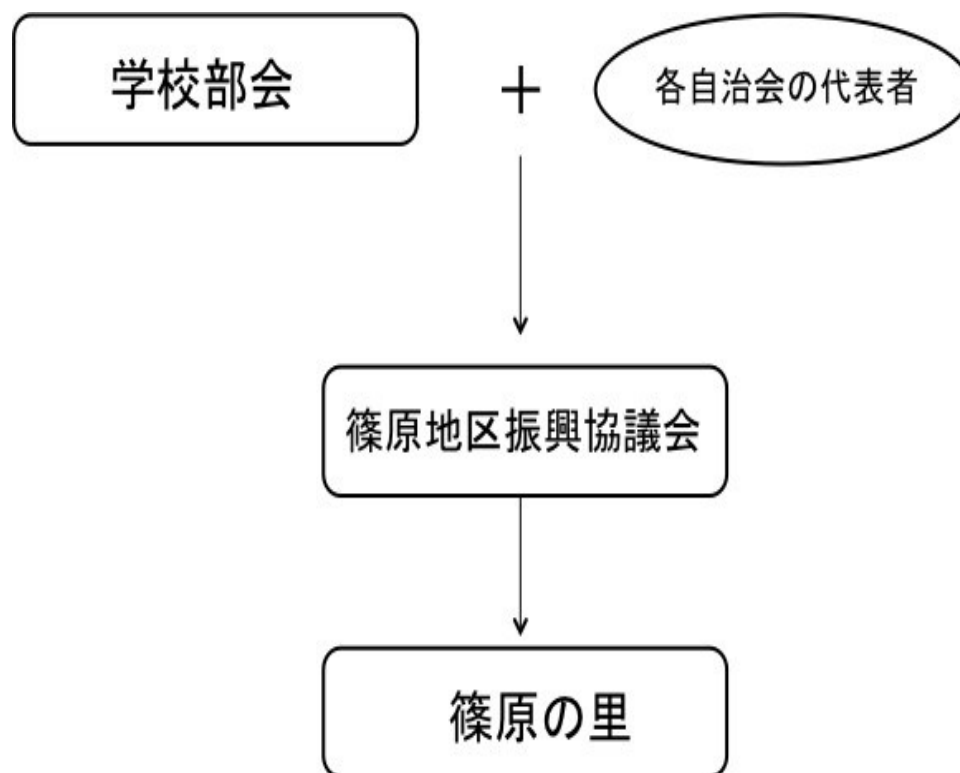 学校部会
+
各自治会の代表者
篠原地区振興協議会
篠原の里